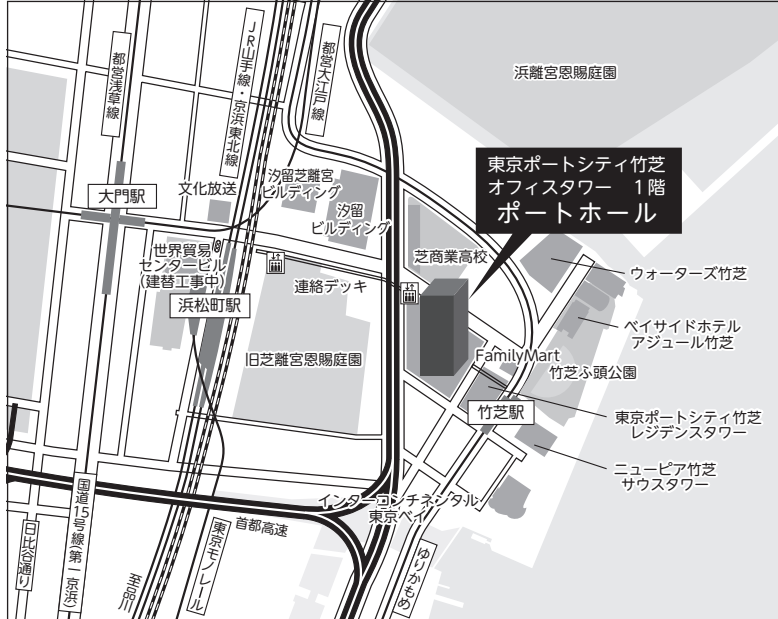 浜離宮恩賜庭園
都営浅草線
JR山手線・京浜東北線
都営大江戸線
東京ポートシティ竹芝
オフィスタワー 1階
ポートホール
大門駅
文化放送
汐留芝離宮
ビルディング
汐留
ビルディング
芝商業高校
世界貿易
センタービル
(建替工事中)
連絡デッキ
ウォーターズ竹芝
浜松町駅
ベイサイドホテル
アジュール竹芝
旧芝離宮恩賜庭園
FamilyMart
竹芝ふ頭公園
竹芝駅
東京ポートシティ竹芝
レジデンスタワー
ニューピア竹芝
サウスタワー
インターコンチネンタル
東京ベイ
首都高速
国道15号線(第一京浜)
日比谷通り
至品川
東京モノレール
ゆりかもめ